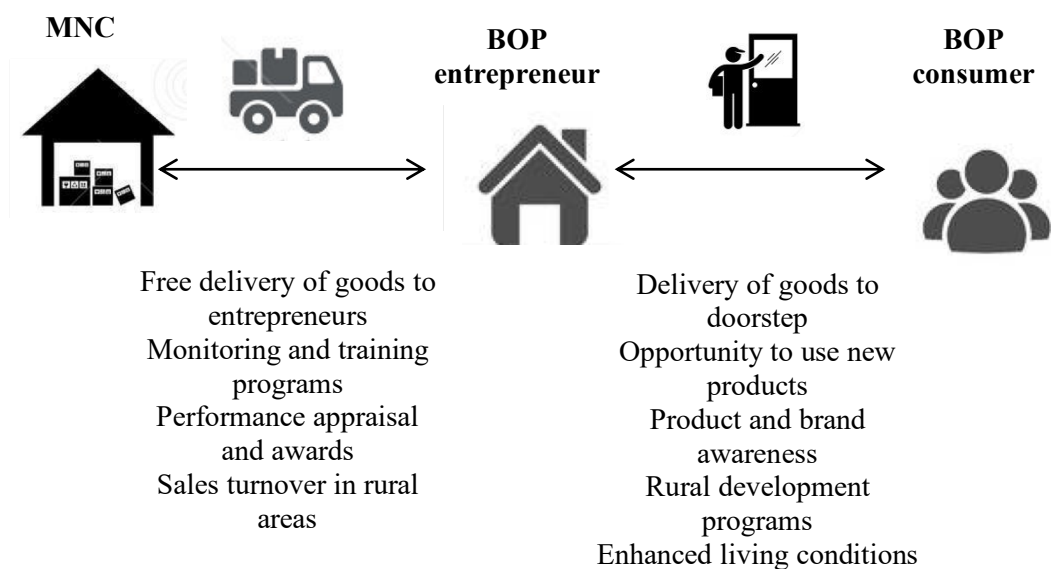 MNC
BOP
entrepreneur
BOP
consumer
Free delivery of goods to
entrepreneurs
Monitoring and training
programs
Performance appraisal
and awards
Sales turnover in rural
areas
Delivery of goods to
doorstep
Opportunity to use new
products
Product and brand
awareness
Rural development
programs
Enhanced living conditions